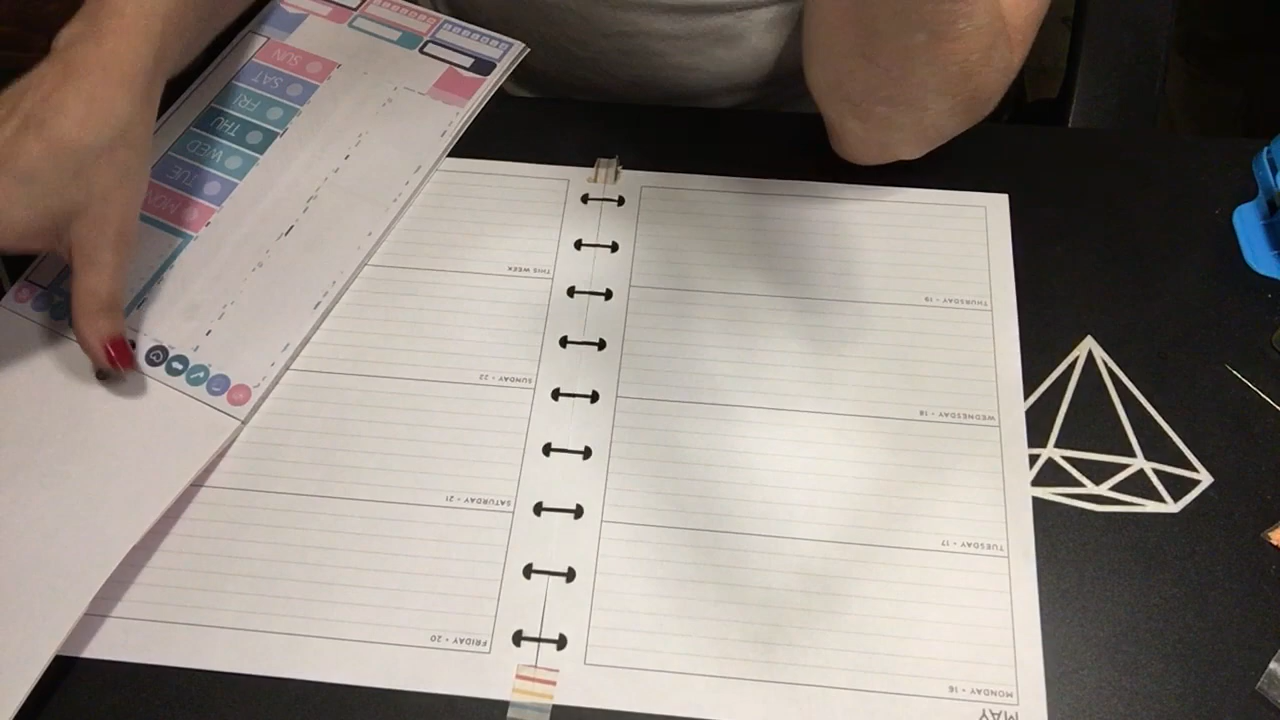 MAY
MONDAY • 16
TUESDAY • 17
WEDNESDAY • 18
THURSDAY • 19
FRIDAY • 20
SATURDAY • 21
SUNDAY • 22
THIS WEEK
MON
TUE
WED
THU
FRI
SAT
SUN